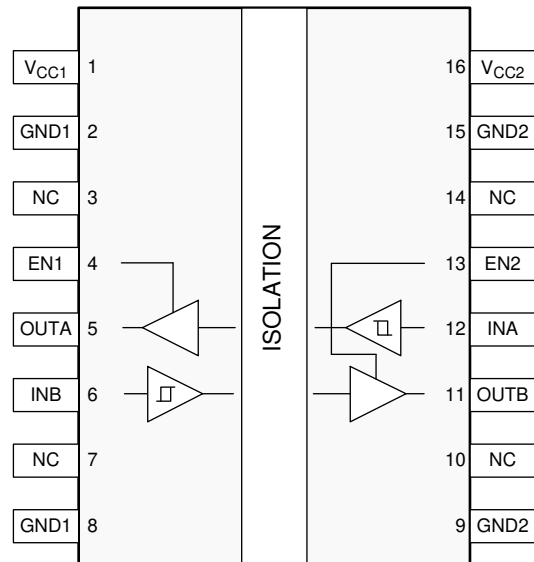 VCC1 1 16 VCC2
GND1 2 15 GND2
NC 3 14 NC
EN1 4 13 EN2
OUTA 5 12 INA
INB 6 11 OUTB
NC 7 10 NC
GND1 8 9 GND2
ISOLATION